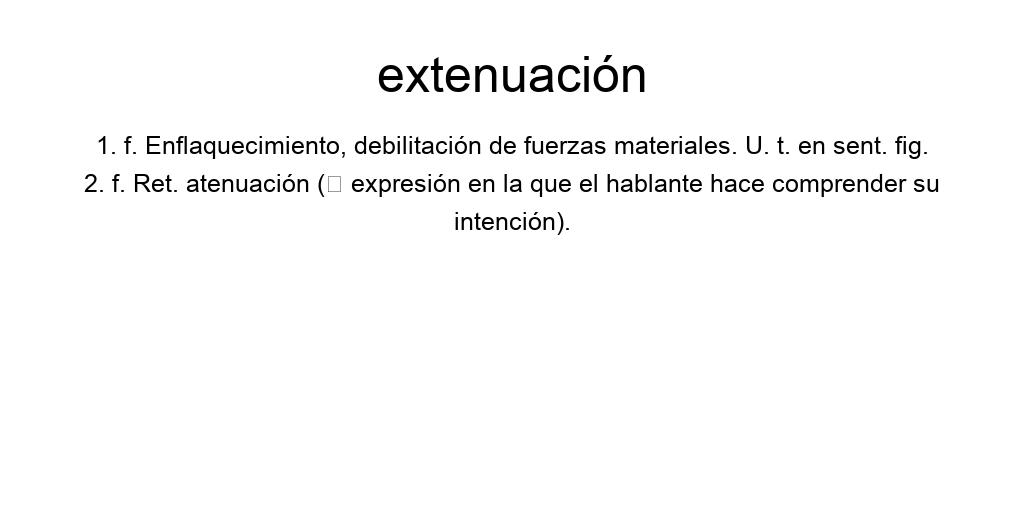 extenuación
1. f. Enflaquecimiento, debilitación de fuerzas materiales. U. t. en sent. fig.
2. f. Ret. atenuación (□ expresión en la que el hablante hace comprender su
intención).